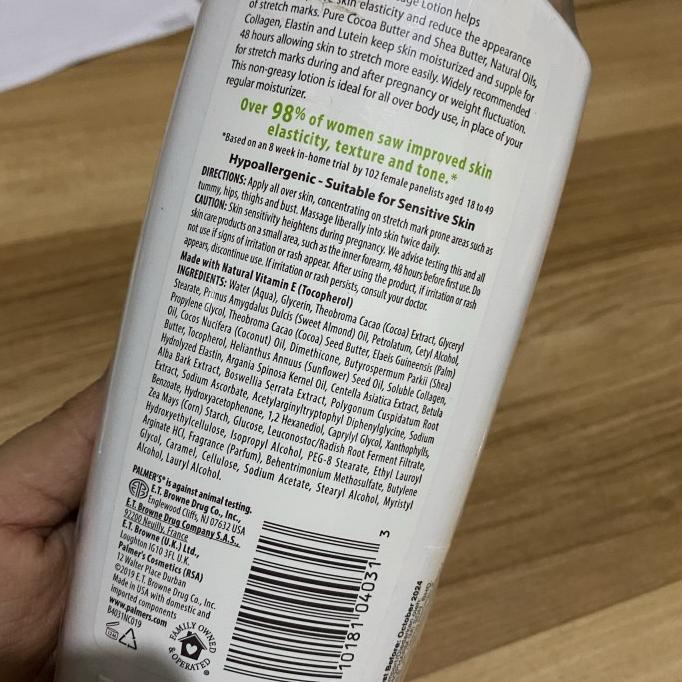 Lotion helps
skin elasticity and reduce the appearance
of stretch marks. Pure Cocoa Butter and Shea Butter, Natural Oils,
Collagen, Elastin and Lutein keep skin moisturized and supple for
48 hours allowing skin to stretch more easily. Widely recommended
for stretch marks during and after pregnancy or weight fluctuation.
This non-greasy lotion is ideal for all over body use, in place of your
regular moisturizer.
Over 98% of women saw improved skin
elasticity, texture and tone.*
*Based on an 8 week in-home trial by 102 female panelists aged 18 to 49
Hypoallergenic - Suitable for Sensitive Skin
DIRECTIONS: Apply all over skin, concentrating on stretch mark prone areas such as
tummy, hips, thighs and bust. Massage liberally into skin twice daily.
CAUTION: Skin sensitivity heightens during pregnancy. We advise testing this and all
skin care products on a small area, such as the inner forearm, 48 hours before first use. Do
not use if signs of irritation or rash appear. After using the product, if irritation or rash
appears, discontinue use. If irritation or rash persists, consult your doctor.
Made with Natural Vitamin E (Tocopherol)
INGREDIENTS: Water (Aqua), Glycerin, Theobroma Cacao (Cocoa) Extract, Glyceryl
Stearate, Prunus Amygdalus Dulcis (Sweet Almond) Oil, Petrolatum, Cetyl Alcohol,
Propylene Glycol, Theobroma Cacao (Cocoa) Seed Butter, Elaeis Guineensis (Palm)
Oil, Cocos Nucifera (Coconut) Oil, Dimethicone, Butyrospermum Parkii (Shea)
Butter, Tocopherol, Helianthus Annuus (Sunflower) Seed Oil, Soluble Collagen,
Hydrolyzed Elastin, Argania Spinosa Kernel Oil, Centella Asiatica Extract, Betula
Alba Bark Extract, Boswellia Serrata Extract, Polygonum Cuspidatum Root
Extract, Sodium Ascorbate, Acetylarginyltryptophyl Diphenylglycine, Sodium
Benzoate, Hydroxyacetophenone, 1,2 Hexanediol, Caprylyl Glycol, Xanthophylls,
Zea Mays (Corn) Starch, Glucose, Leuconostoc/Radish Root Ferment Filtrate,
Hydroxyethylcellulose, Isopropyl Alcohol, PEG-8 Stearate, Ethyl Lauroyl
Arginate HCl, Fragrance (Parfum), Behentrimonium Methosulfate, Butylene
Glycol, Caramel, Cellulose, Sodium Acetate, Stearyl Alcohol, Myristyl
Alcohol, Lauryl Alcohol.
PALMER'S® is against animal testing.
E.T. Browne Drug Co., Inc.,
Englewood Cliffs, NJ 07632 USA
E.T. Browne Drug Company S.A.S.,
92200 Neuilly, France
E.T. Browne (U.K.) Ltd.,
Loughton IG10 3FL U.K.
Palmer's Cosmetics (RSA)
12 Walter Place Durban
©2019 E.T. Browne Drug Co., Inc.
Made in USA with domestic and
imported components
www.palmers.com
B4031NC019
12M
FAMILY OWNED
& OPERATED
10181 04031 3
Before: October 2024